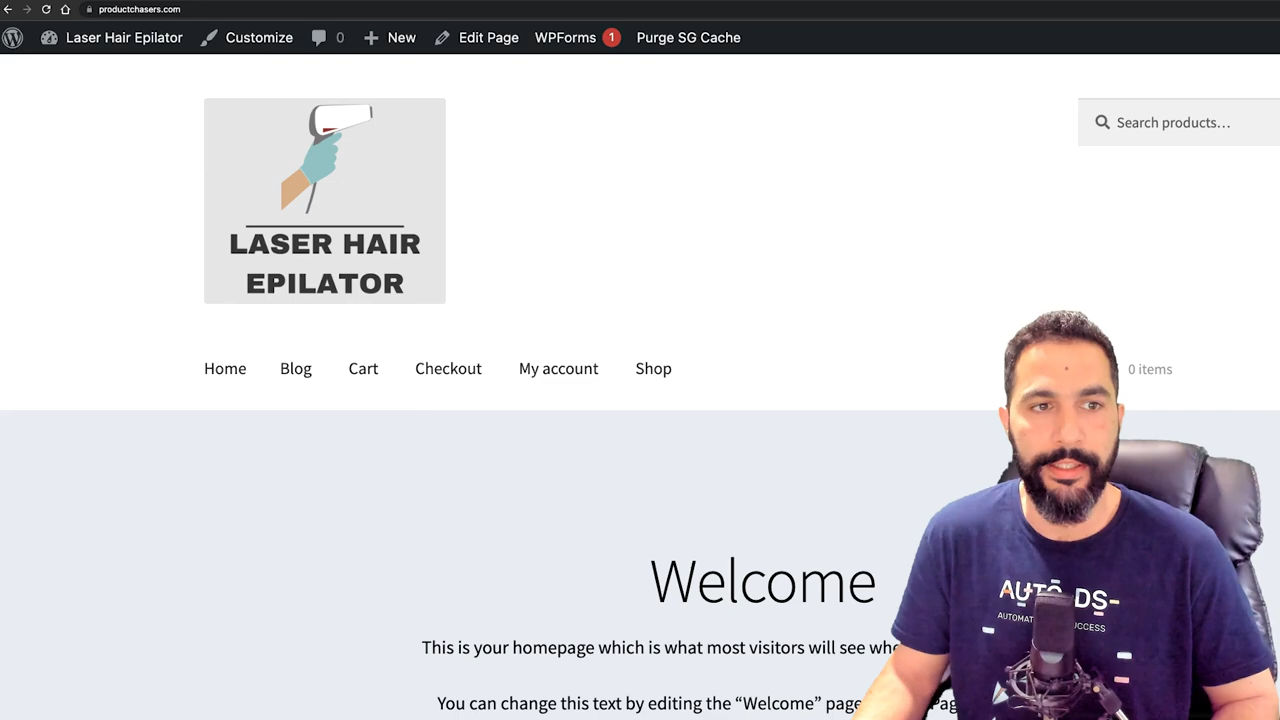 productchasers.com
Laser Hair Epilator Customize 0 New Edit Page WPForms 1 Purge SG Cache
Search products…
LASER HAIR
EPILATOR
Home Blog Cart Checkout My account Shop
0 items
Welcome
This is your homepage which is what most visitors will see
You can change this text by editing the “Welcome” page
AUTO DS